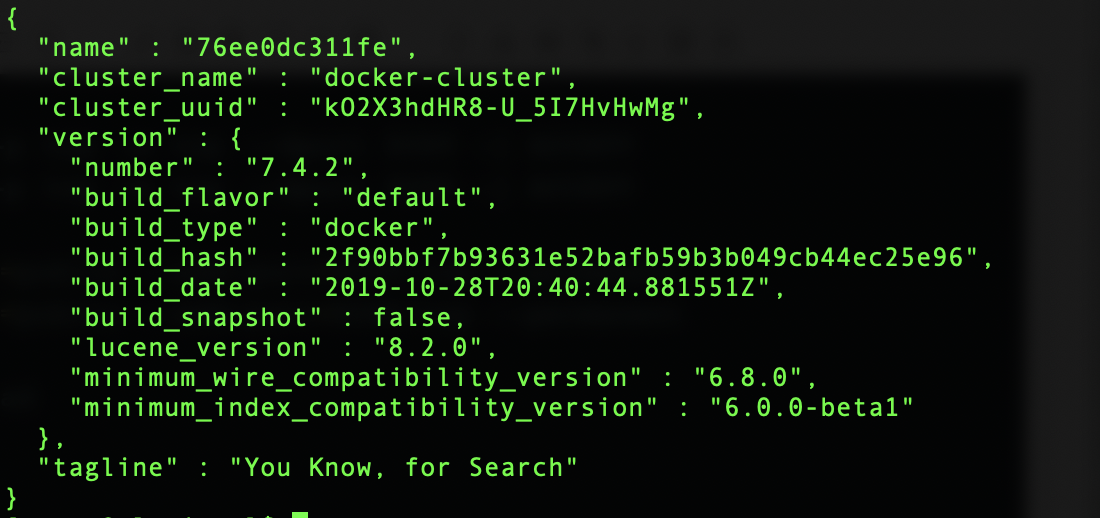 {
"name" : "76ee0dc311fe",
"cluster_name" : "docker-cluster",
"cluster_uuid" : "kO2X3hdHR8-U_5I7HvHwMg",
"version" : {
"number" : "7.4.2",
"build_flavor" : "default",
"build_type" : "docker",
"build_hash" : "2f90bbf7b93631e52bafb59b3b049cb44ec25e96",
"build_date" : "2019-10-28T20:40:44.881551Z",
"build_snapshot" : false,
"lucene_version" : "8.2.0",
"minimum_wire_compatibility_version" : "6.8.0",
"minimum_index_compatibility_version" : "6.0.0-beta1"
},
"tagline" : "You Know, for Search"
}